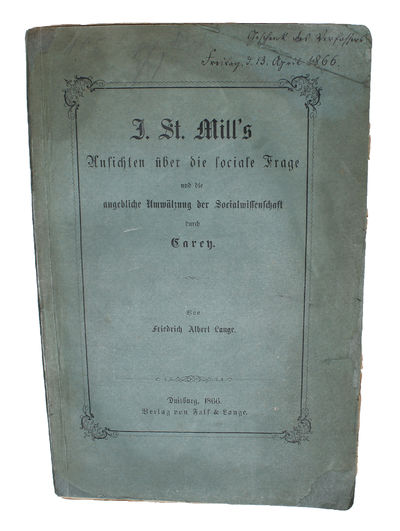 Geschenk des Verfassers
Freitag, d. 13. April 1866.
J. St. Mill's
Ansichten über die sociale Frage
und die
angebliche Umwälzung der Socialwissenschaft
durch
Carey.
Von
Friedrich Albert Lange.
Duisburg, 1866.
Verlag von Falk & Lange.